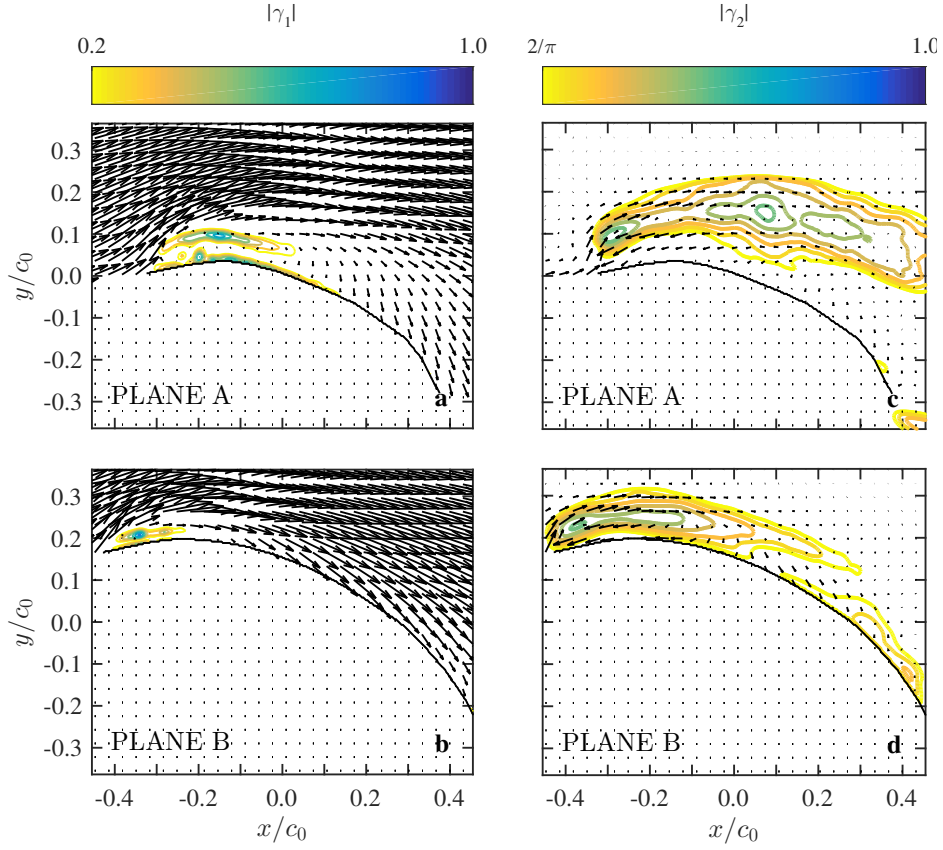 |γ₁|
0.2 1.0
|γ₂|
2/π 1.0
0.3
0.2
0.1
0.0
-0.1
-0.2
-0.3
y/c₀
PLANE A
a
PLANE A
c
0.3
0.2
0.1
0.0
-0.1
-0.2
-0.3
y/c₀
PLANE B
b
PLANE B
d
-0.4 -0.2 0.0 0.2 0.4
x/c₀
-0.4 -0.2 0.0 0.2 0.4
x/c₀